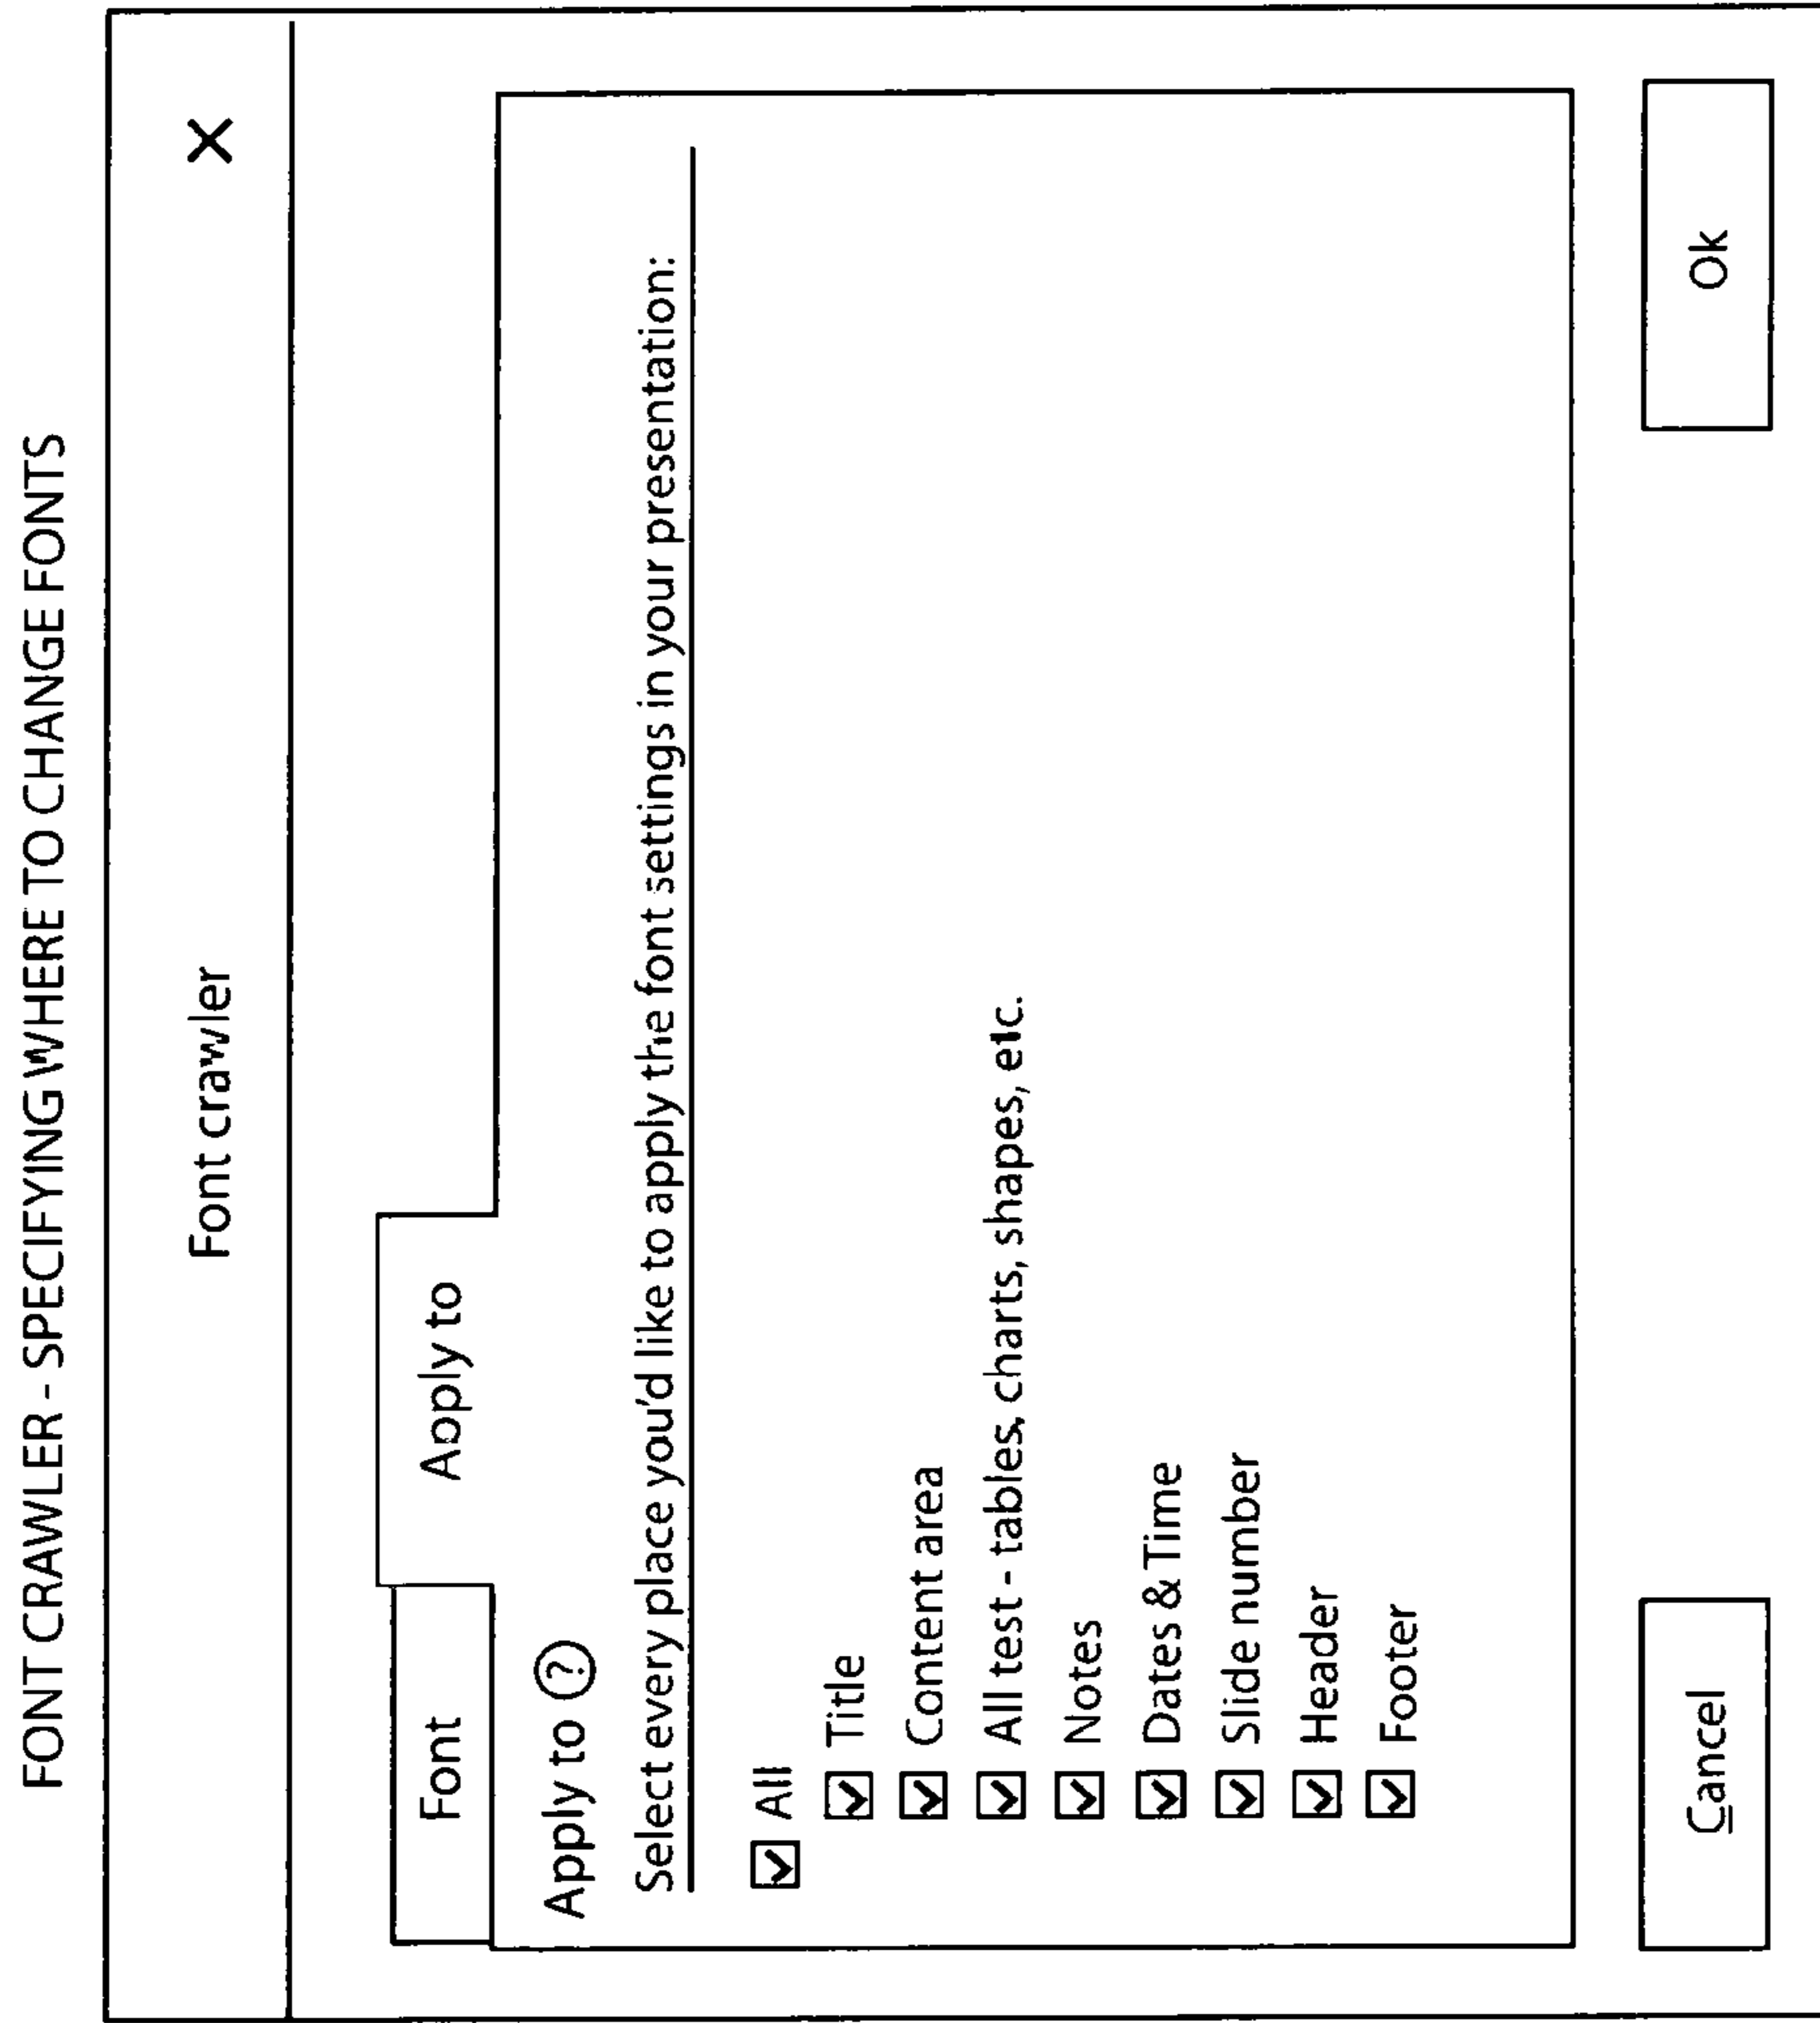 FONT CRAWLER - SPECIFYING WHERE TO CHANGE FONTS
Font crawler
X
Font
Apply to
Apply to ?
Select every place you'd like to apply the font settings in your presentation:
All
Title
Content area
All test - tables, charts, shapes, etc.
Notes
Dates & Time
Slide number
Header
Footer
Cancel
Ok